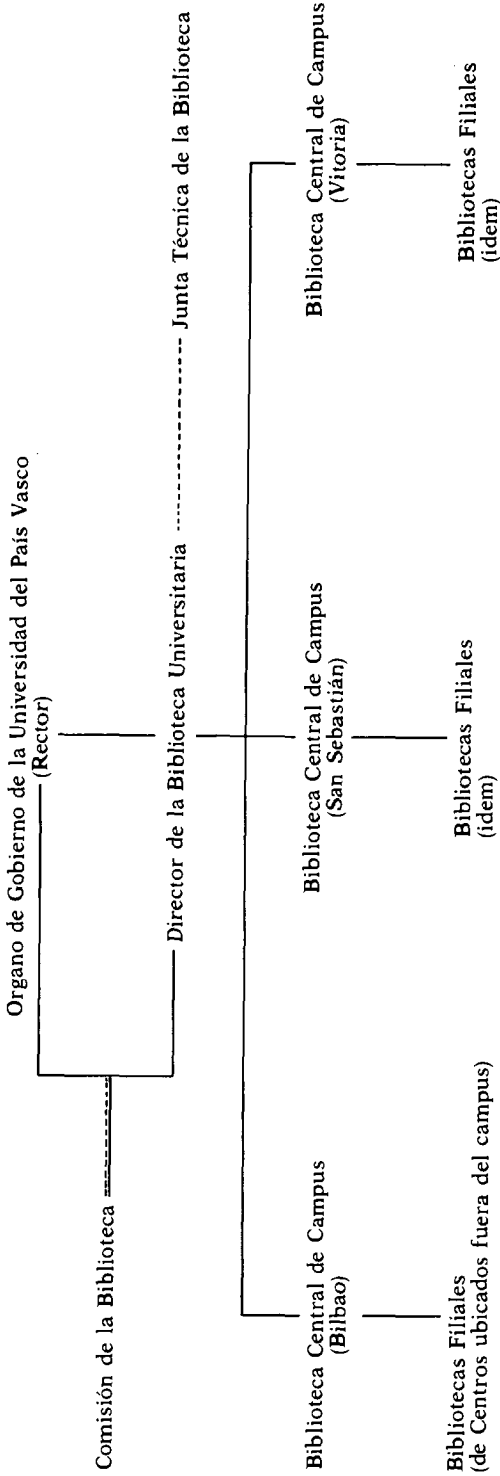 Organo de Gobierno de la Universidad del País Vasco
(Rector)
Comisión de la Biblioteca
Director de la Biblioteca Universitaria
Junta Técnica de la Biblioteca
Biblioteca Central de Campus
(Bilbao)
Biblioteca Central de Campus
(San Sebastián)
Biblioteca Central de Campus
(Vitoria)
Bibliotecas Filiales
(de Centros ubicados fuera del campus)
Bibliotecas Filiales
(idem)
Bibliotecas Filiales
(idem)